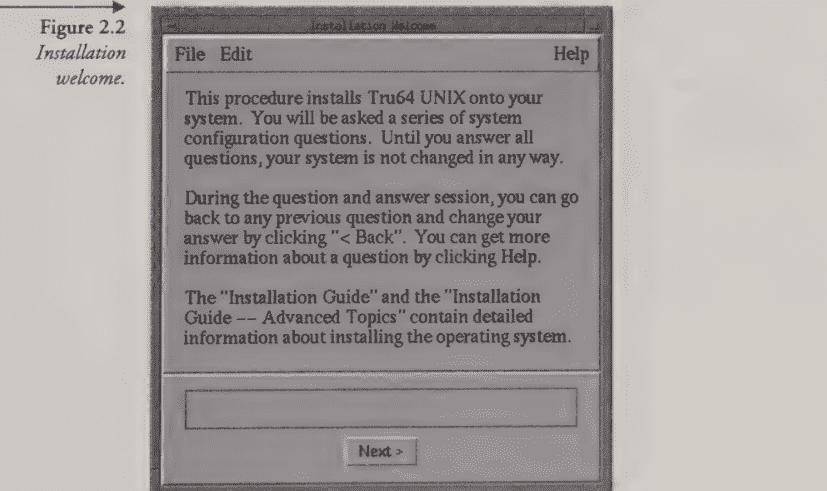 Figure 2.2
Installation
welcome.
Installation Welcome
File Edit Help
This procedure installs Tru64 UNIX onto your
system. You will be asked a series of system
configuration questions. Until you answer all
questions, your system is not changed in any way.
During the question and answer session, you can go
back to any previous question and change your
answer by clicking "< Back". You can get more
information about a question by clicking Help.
The "Installation Guide" and the "Installation
Guide -- Advanced Topics" contain detailed
information about installing the operating system.
Next >